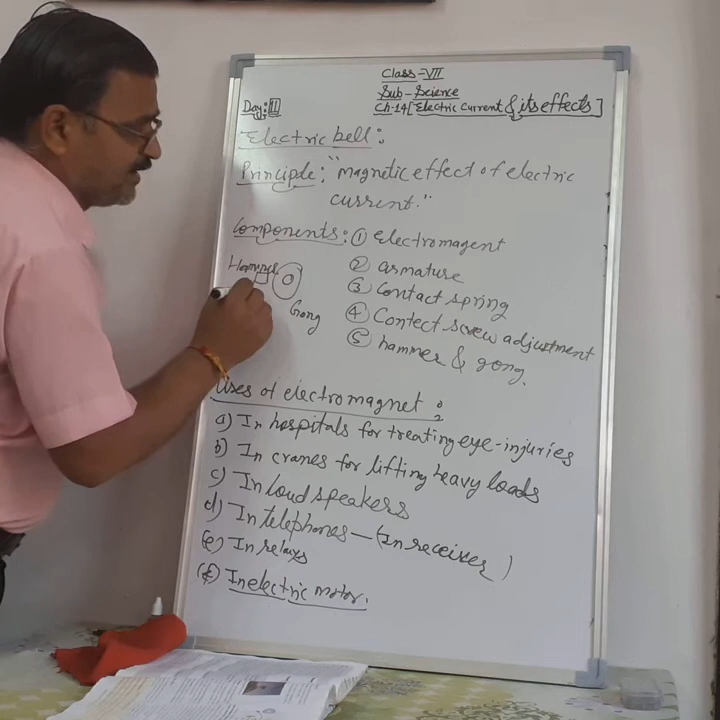 Class-VII
Sub-Science
Day: 11 Ch-14[Electric Current & its effects]
Electric bell:
Principle: "magnetic effect of electric
current."
Components: ① Electromagent
② armature
③ Contact spring
④ Contect screw adjustment
⑤ hammer & gong.
Gong
Uses of electromagnet :
a) In hospitals for treating eye-injuries
b) In cranes for lifting heavy loads
c) In loud speakers
d) In telephones - (In receiver)
(e) In relays
(f) In electric motor.